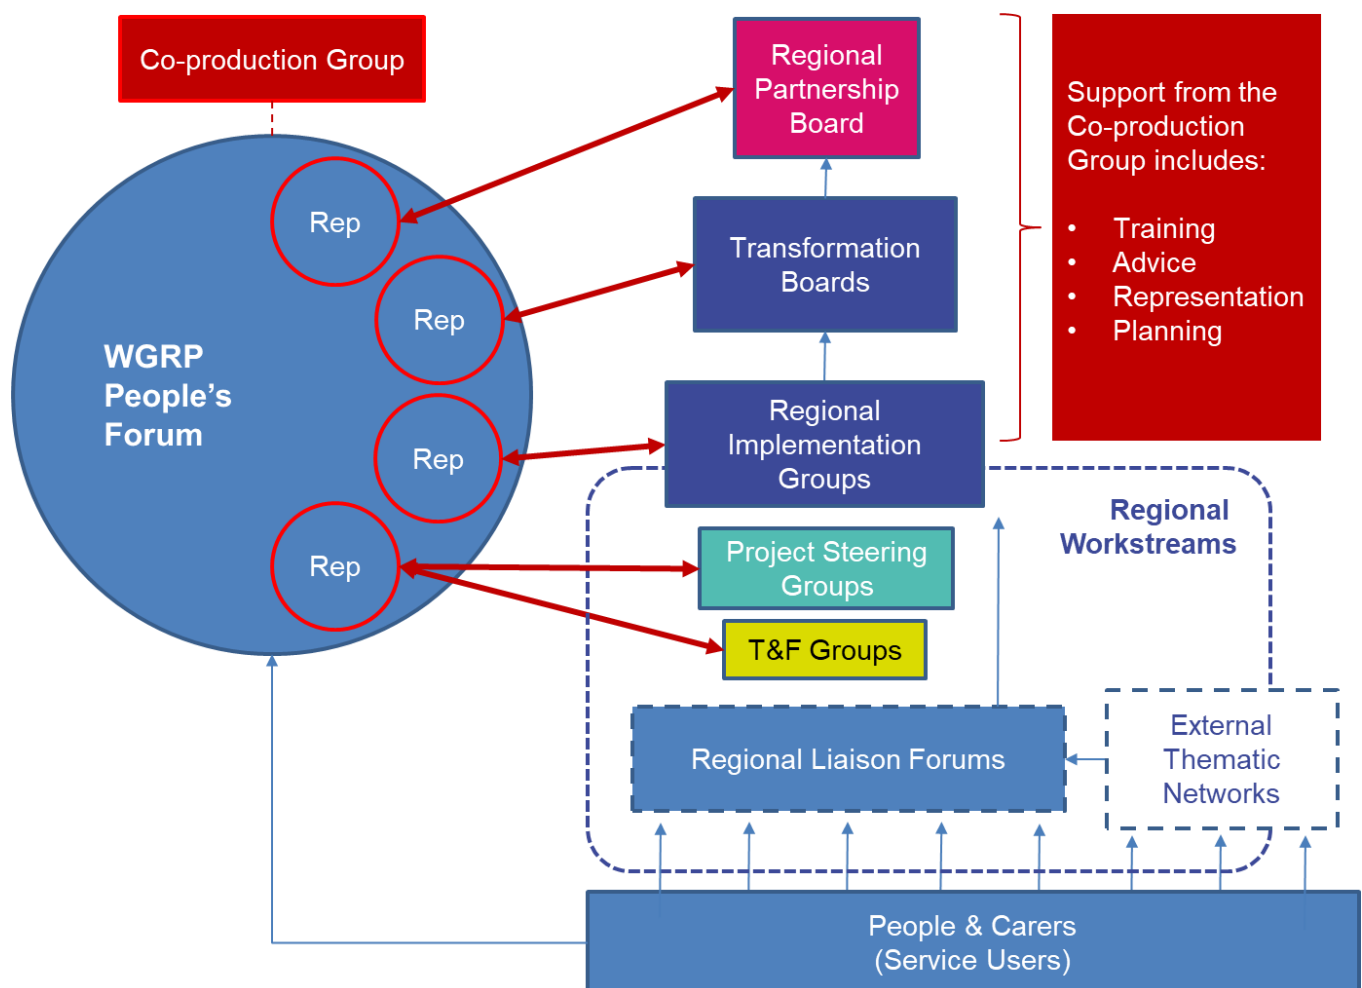 Co-production Group
Rep
Rep
WGRP
People’s
Forum
Rep
Rep
Regional
Partnership
Board
Transformation
Boards
Regional
Implementation
Groups
Support from the
Co-production
Group includes:
• Training
• Advice
• Representation
• Planning
Regional
Workstreams
Project Steering
Groups
T&F Groups
Regional Liaison Forums
External
Thematic
Networks
People & Carers
(Service Users)